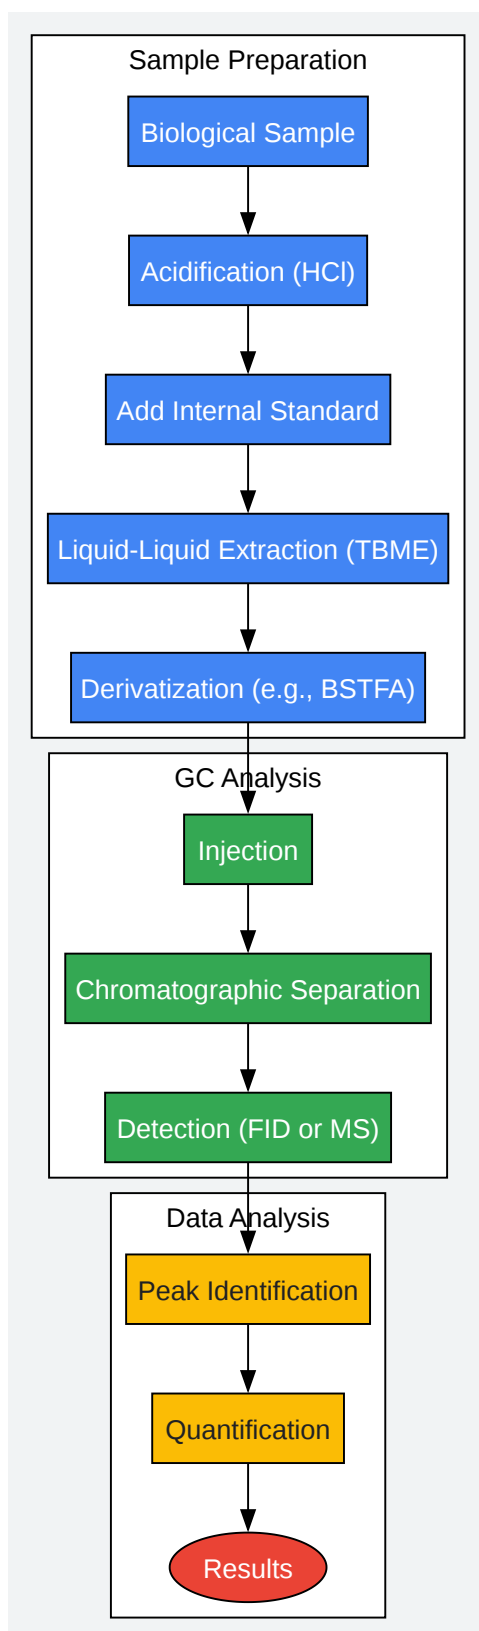 Sample Preparation
Biological Sample
Acidification (HCl)
Add Internal Standard
Liquid-Liquid Extraction (TBME)
Derivatization (e.g., BSTFA)
GC Analysis
Injection
Chromatographic Separation
Detection (FID or MS)
Data Analysis
Peak Identification
Quantification
Results